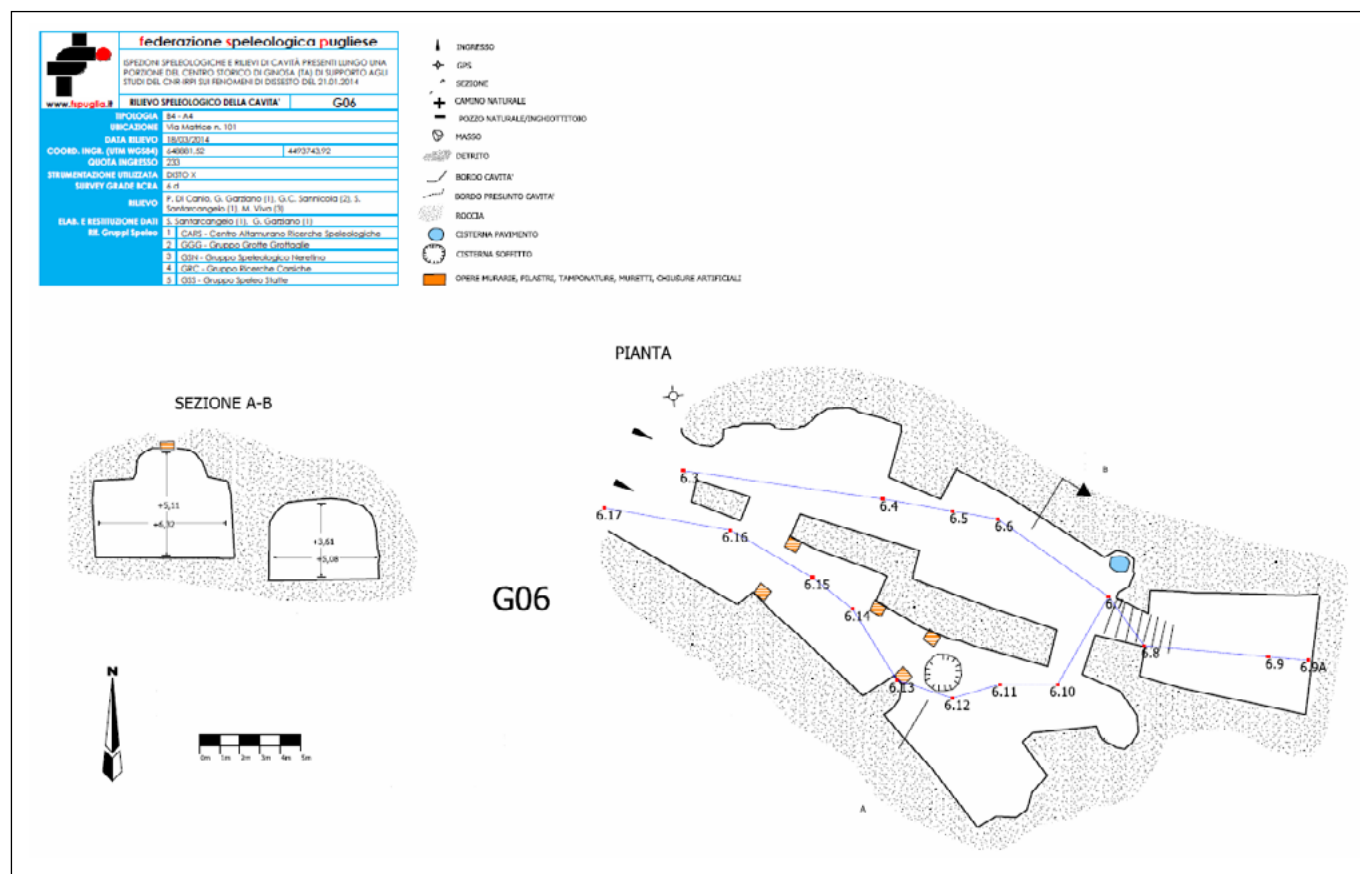 federazione speleologica pugliese
ISPEZIONI SPELEOLOGICHE E RILIEVI DI CAVITÀ PRESENTI LUNGO UNA
PORZIONE DEL CENTRO STORICO DI GINOSA (TA) DI SUPPORTO AGLI
STUDI DEL CNR IRPI SUI FENOMENI DI DISSESTO DEL 21.01.2014
www.fspuglia.it
RILIEVO SPELEOLOGICO DELLA CAVITA' G06
TIPOLOGIA B4 - A4
UBICAZIONE Via Matrice n. 101
DATA RILIEVO 18/03/2014
COORD. INGR. (UTM WGS84) 648881,52 4493743,92
QUOTA INGRESSO 233
STRUMENTAZIONE UTILIZZATA DISTO X
SURVEY GRADE BCRA 6 d
RILIEVO P. Di Canio, G. Garziano (1), G.C. Sannicola (2), S.
Santarcangelo (1), M. Viva (3)
ELAB. E RESTITUZIONE DATI S. Santarcangelo (1), G. Garziano (1)
Rif. Gruppi Speleo 1 CARS - Centro Altamurano Ricerche Speleologiche
2 GGG - Gruppo Grotte Grottaglie
3 GSN - Gruppo Speleologico Neretino
4 GRC - Gruppo Ricerche Carsiche
5 GSS - Gruppo Speleo Statte
INGRESSO
GPS
SEZIONE
CAMINO NATURALE
POZZO NATURALE/INGHIOTTITOIO
MASSO
DETRITO
BORDO CAVITA'
BORDO PRESUNTO CAVITA'
ROCCIA
CISTERNA PAVIMENTO
CISTERNA SOFFITTO
OPERE MURARIE, PILASTRI, TAMPONATURE, MURETTI, CHIUSURE ARTIFICIALI
SEZIONE A-B
+5,11
+6,32
+3,61
+5,08
N
0m 1m 2m 3m 4m 5m
G06
PIANTA
B
6.3
6.4
6.5
6.6
6.17
6.16
6.15
6.14
6.7
6.8
6.9
6.9A
6.13
6.12
6.11
6.10
A